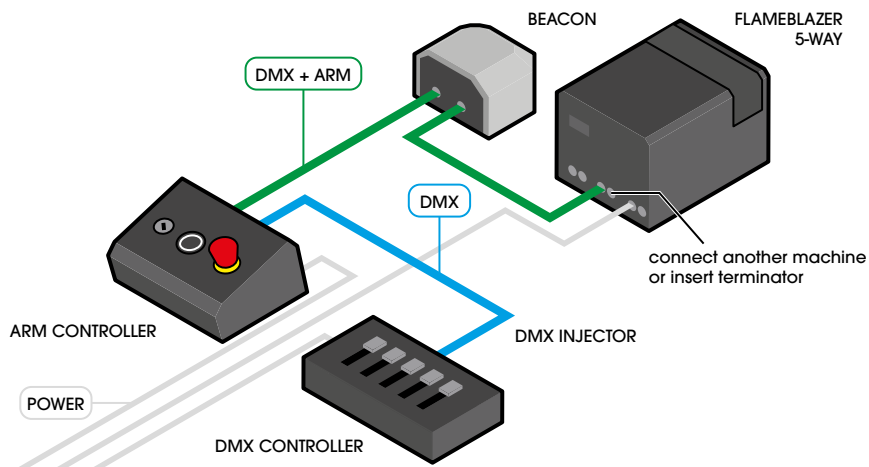 BEACON
FLAMEBLAZER
5-WAY
DMX + ARM
DMX
connect another machine
or insert terminator
ARM CONTROLLER
DMX INJECTOR
POWER
DMX CONTROLLER